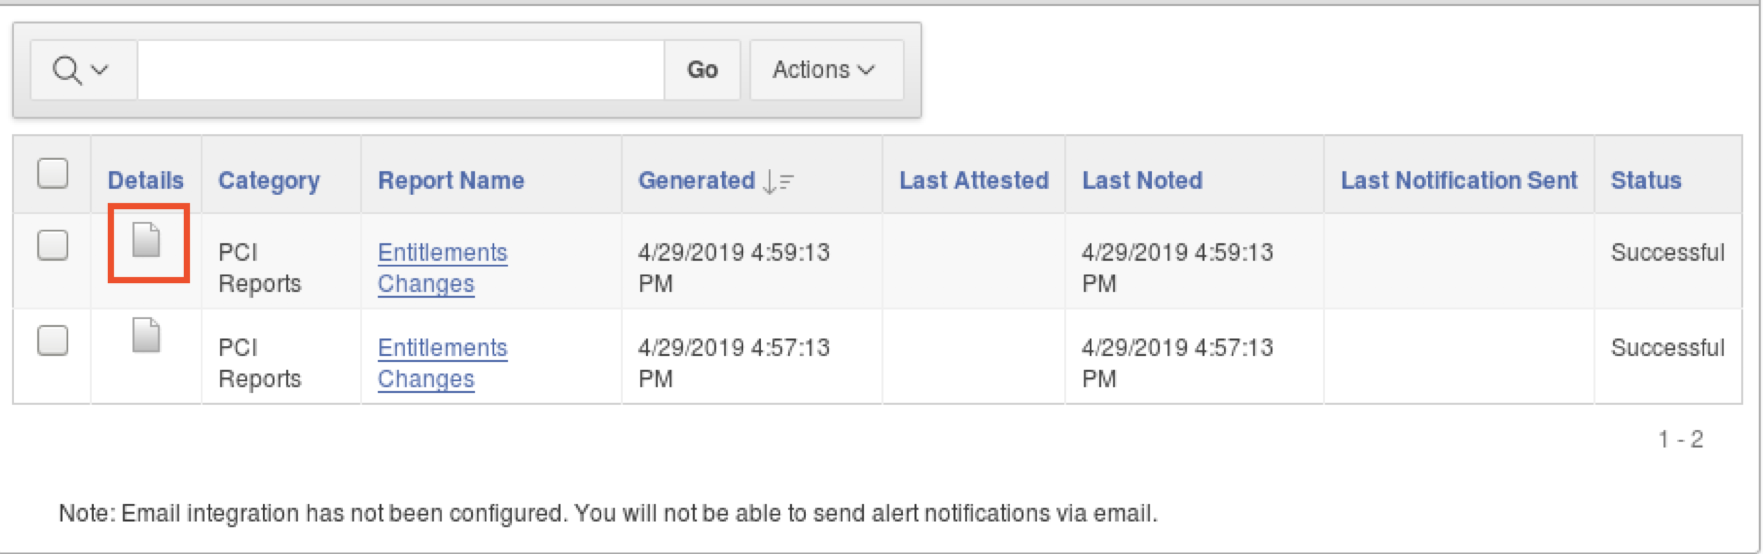 Go Actions
Details Category Report Name Generated Last Attested Last Noted Last Notification Sent Status
PCI Entitlements 4/29/2019 4:59:13 4/29/2019 4:59:13 Successful
Reports Changes PM PM
PCI Entitlements 4/29/2019 4:57:13 4/29/2019 4:57:13 Successful
Reports Changes PM PM
1 - 2
Note: Email integration has not been configured. You will not be able to send alert notifications via email.